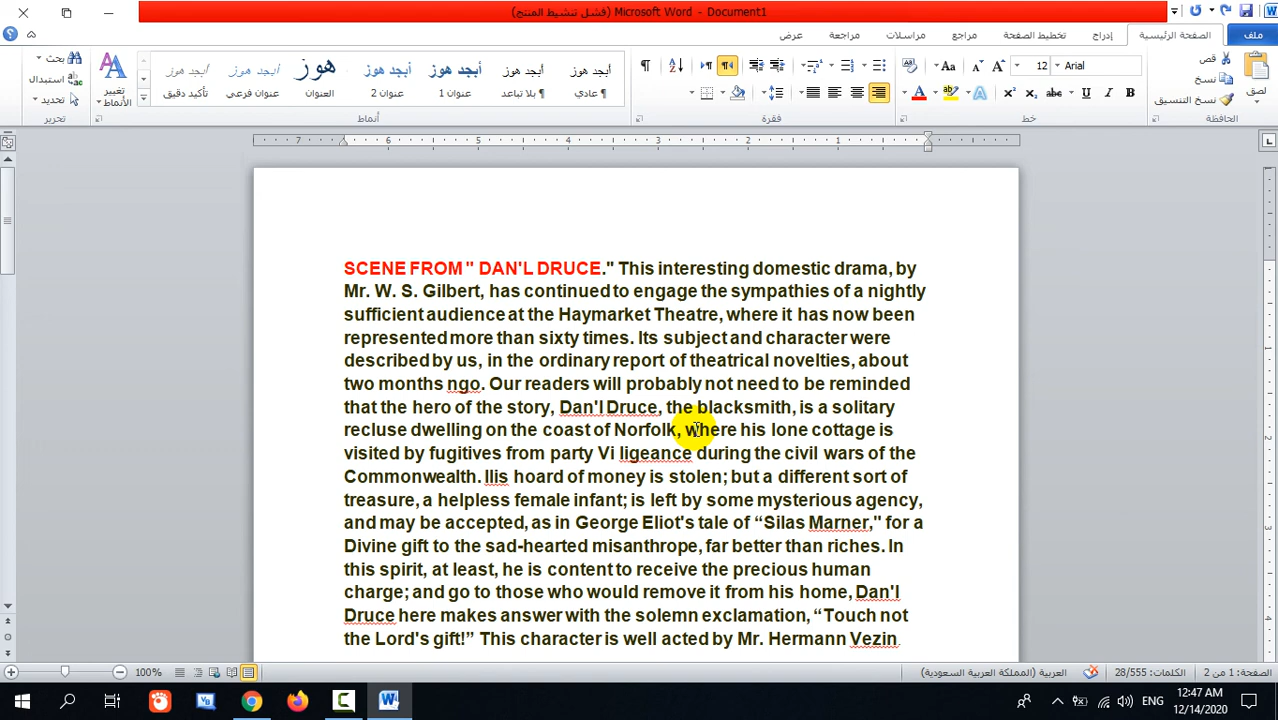 Microsoft Word - Document1 (فشل تنشيط المنتج)
ملف
الصفحة الرئيسية
إدراج
تخطيط الصفحة
مراجع
مراسلات
مراجعة
عرض
لصق
قص
نسخ
نسخ التنسيق
الحافظة
Arial
12
خط
فقرة
أبجد هوز
¶ عادي
أبجد هوز
¶ بلا تباعد
أبجد هوز
عنوان 1
أبجد هوز
عنوان 2
هوز
العنوان
أبجد هوز
عنوان فرعي
أبجد هوز
تأكيد دقيق
تغيير الأنماط
أنماط
بحث
استبدال
تحديد
تحرير
SCENE FROM " DAN'L DRUCE." This interesting domestic drama, by
Mr. W. S. Gilbert, has continued to engage the sympathies of a nightly
sufficient audience at the Haymarket Theatre, where it has now been
represented more than sixty times. Its subject and character were
described by us, in the ordinary report of theatrical novelties, about
two months ngo. Our readers will probably not need to be reminded
that the hero of the story, Dan'l Druce, the blacksmith, is a solitary
recluse dwelling on the coast of Norfolk, where his lone cottage is
visited by fugitives from party Vi ligeance during the civil wars of the
Commonwealth. Ilis hoard of money is stolen; but a different sort of
treasure, a helpless female infant; is left by some mysterious agency,
and may be accepted, as in George Eliot's tale of “Silas Marner," for a
Divine gift to the sad-hearted misanthrope, far better than riches. In
this spirit, at least, he is content to receive the precious human
charge; and go to those who would remove it from his home, Dan'l
Druce here makes answer with the solemn exclamation, “Touch not
the Lord's gift!” This character is well acted by Mr. Hermann Vezin.
الصفحة: 1 من 2
الكلمات: 28/555
العربية (المملكة العربية السعودية)
100%
ENG
12:47 AM
12/14/2020